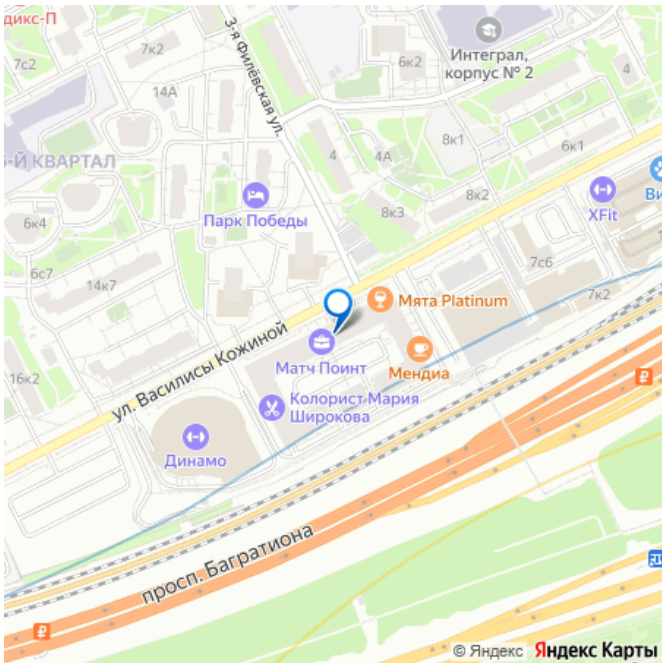 дикс-П
7к2
7с2
14А
3-я Филёвская ул.
6к2
Интеграл,
корпус № 2
4
4
4А
8к1
6к1
-Й КВАРТАЛ
8к2
XFit
Ви
6к4
Парк Победы
8к3
7с6
6с7
14к7
7к2
Мята Platinum
ул. Василисы Кожиной
Матч Поинт
Мендиа
16к2
Колорист Мария
Широкова
Динамо
просп. Багратиона
© Яндекс Яндекс Карты